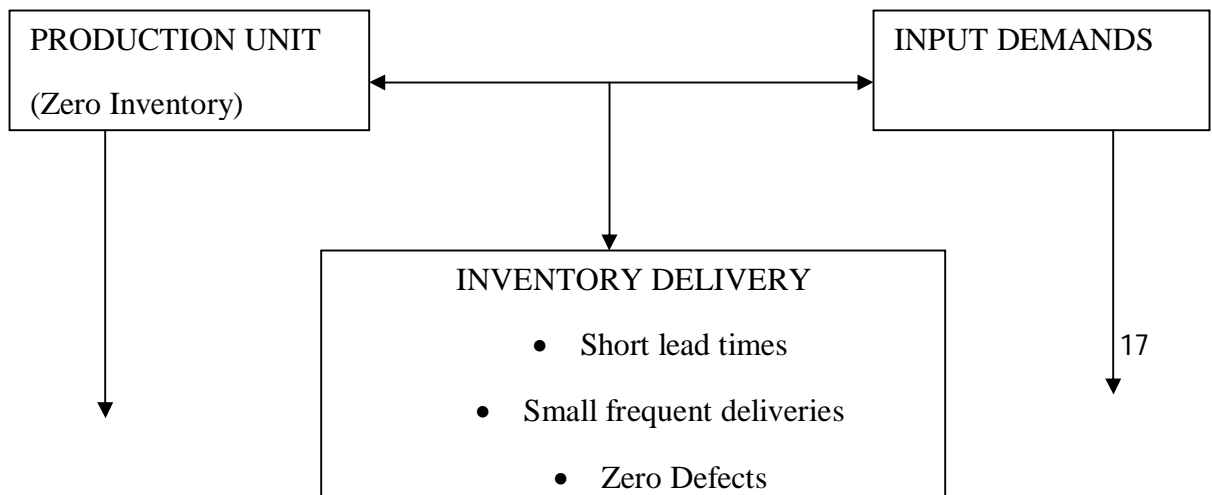 PRODUCTION UNIT
(Zero Inventory)
INPUT DEMANDS
INVENTORY DELIVERY
• Short lead times
17
• Small frequent deliveries
• Zero Defects